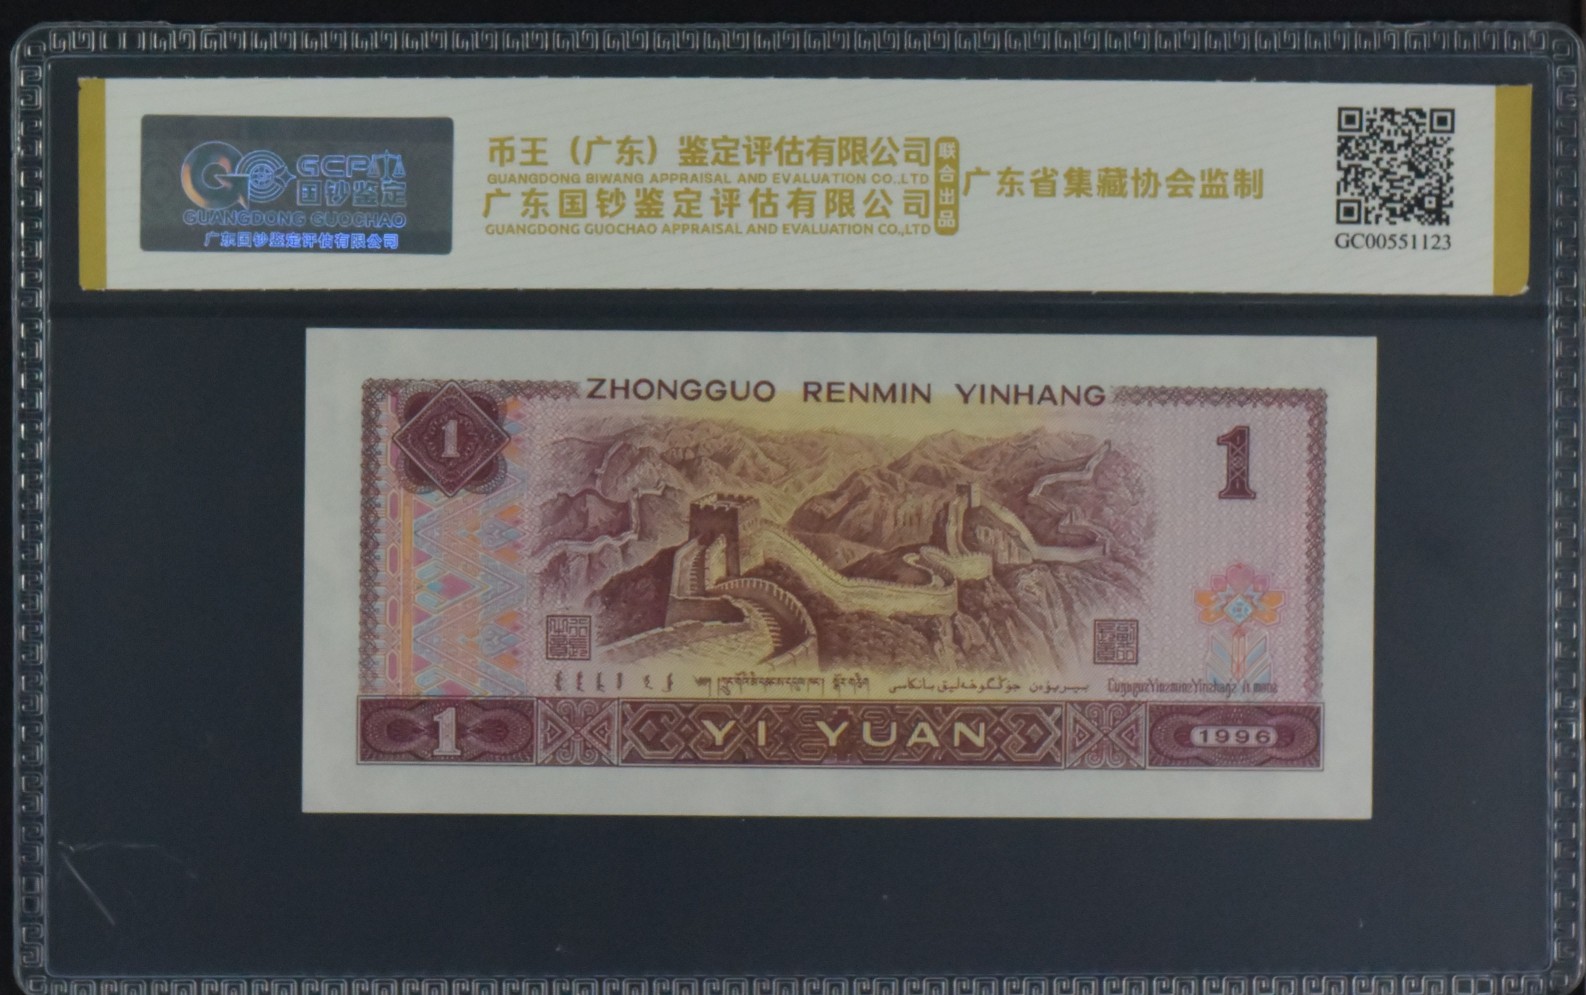 GCP
国钞鉴定
GUANGDONG GUOCHAO
广东国钞鉴定评估有限公司
币王（广东）鉴定评估有限公司
GUANGDONG BIWANG APPRAISAL AND EVALUATION CO.,LTD
广东国钞鉴定评估有限公司
GUANGDONG GUOCHAO APPRAISAL AND EVALUATION CO.,LTD
联合出品
广东省集藏协会监制
GC00551123
ZHONGGUO RENMIN YINHANG
1
1
1 YI YUAN 1996